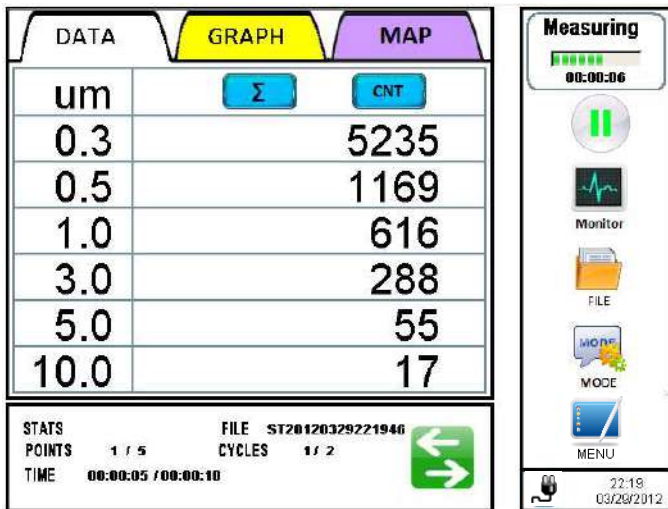 DATA GRAPH MAP
um Σ CNT
0.3 5235
0.5 1169
1.0 616
3.0 288
5.0 55
10.0 17
STATS FILE ST20120329221946
POINTS 1 / 5 CYCLES 1 / 2
TIME 00:00:05 / 00:00:10
Measuring
00:00:06
Monitor
FILE
MODE
MODE
MENU
22:19
03/29/2012